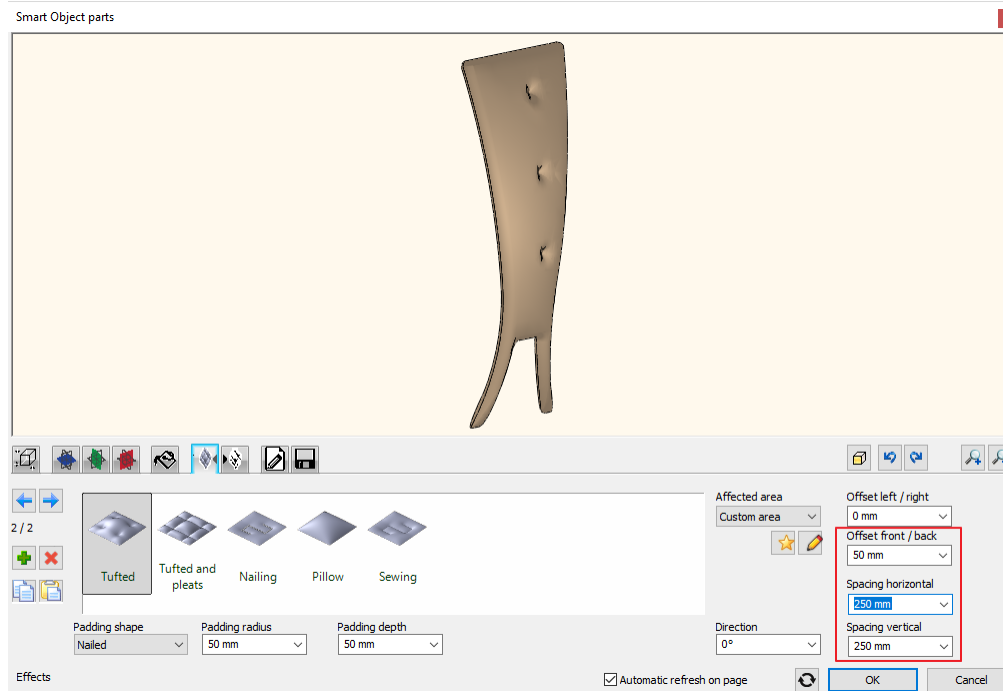 Smart Object parts
2 / 2
Tufted
Tufted and
pleats
Nailing
Pillow
Sewing
Affected area
Custom area
Offset left / right
0 mm
Offset front / back
50 mm
Spacing horizontal
250 mm
Spacing vertical
250 mm
Padding shape
Nailed
Padding radius
50 mm
Padding depth
50 mm
Direction
0°
Effects
Automatic refresh on page
OK
Cancel